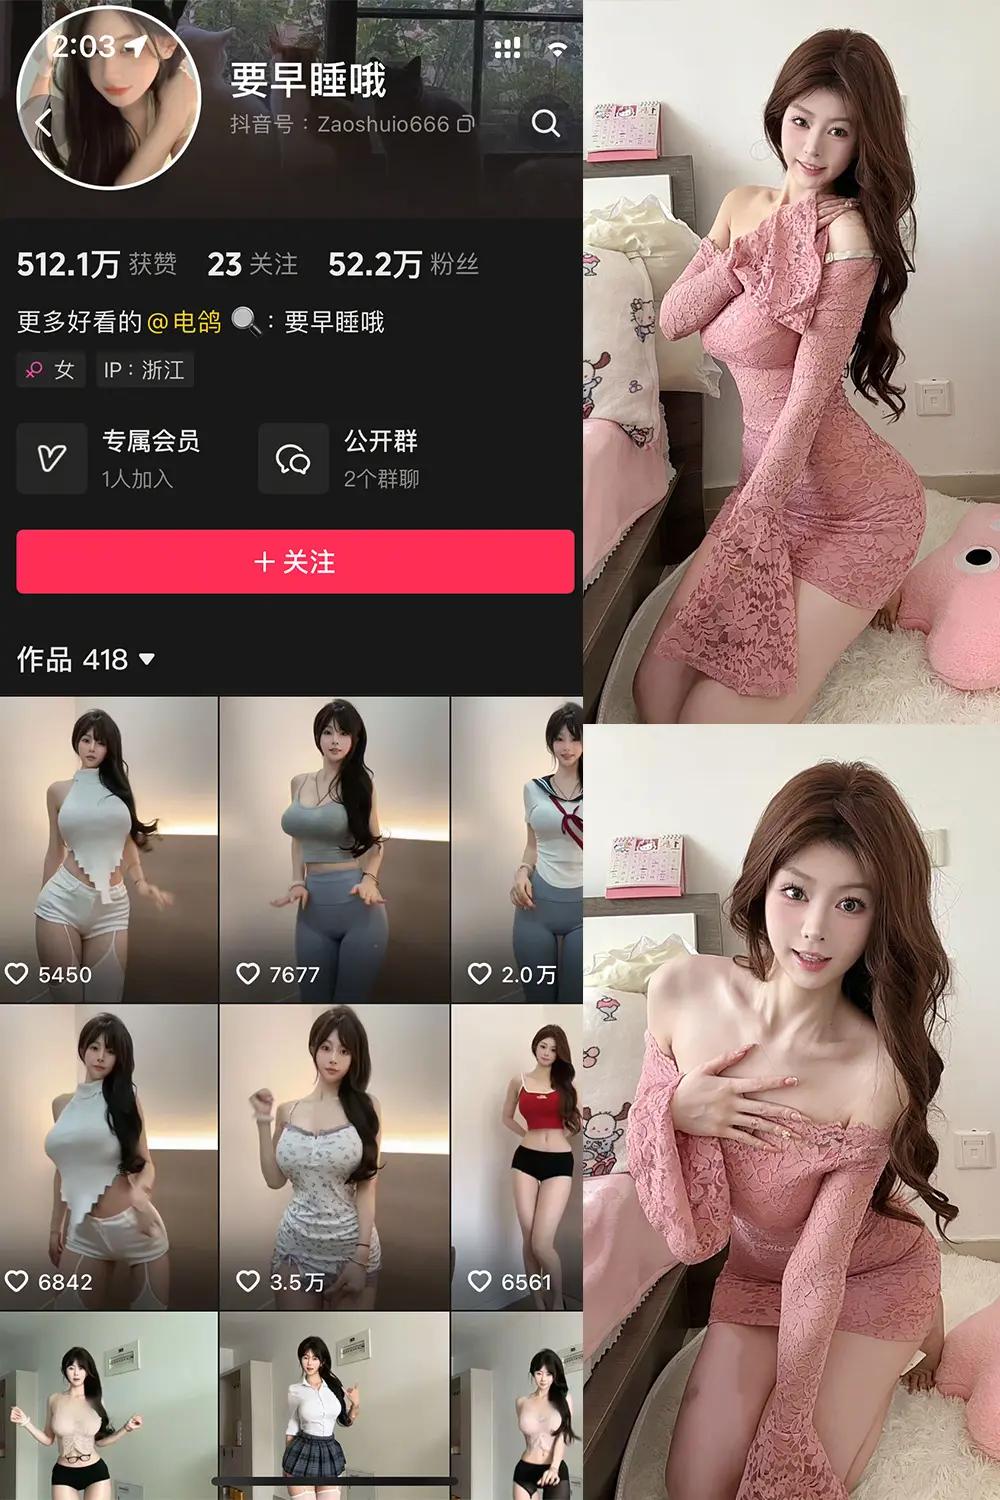 2:03
要早睡哦
抖音号：Zaoshuio666
512.1万 获赞 23 关注 52.2万 粉丝
更多好看的@电鸽🔍：要早睡哦
女 IP：浙江
专属会员
1人加入
公开群
2个群聊
+ 关注
作品 418
5450
7677
2.0万
6842
3.5万
6561